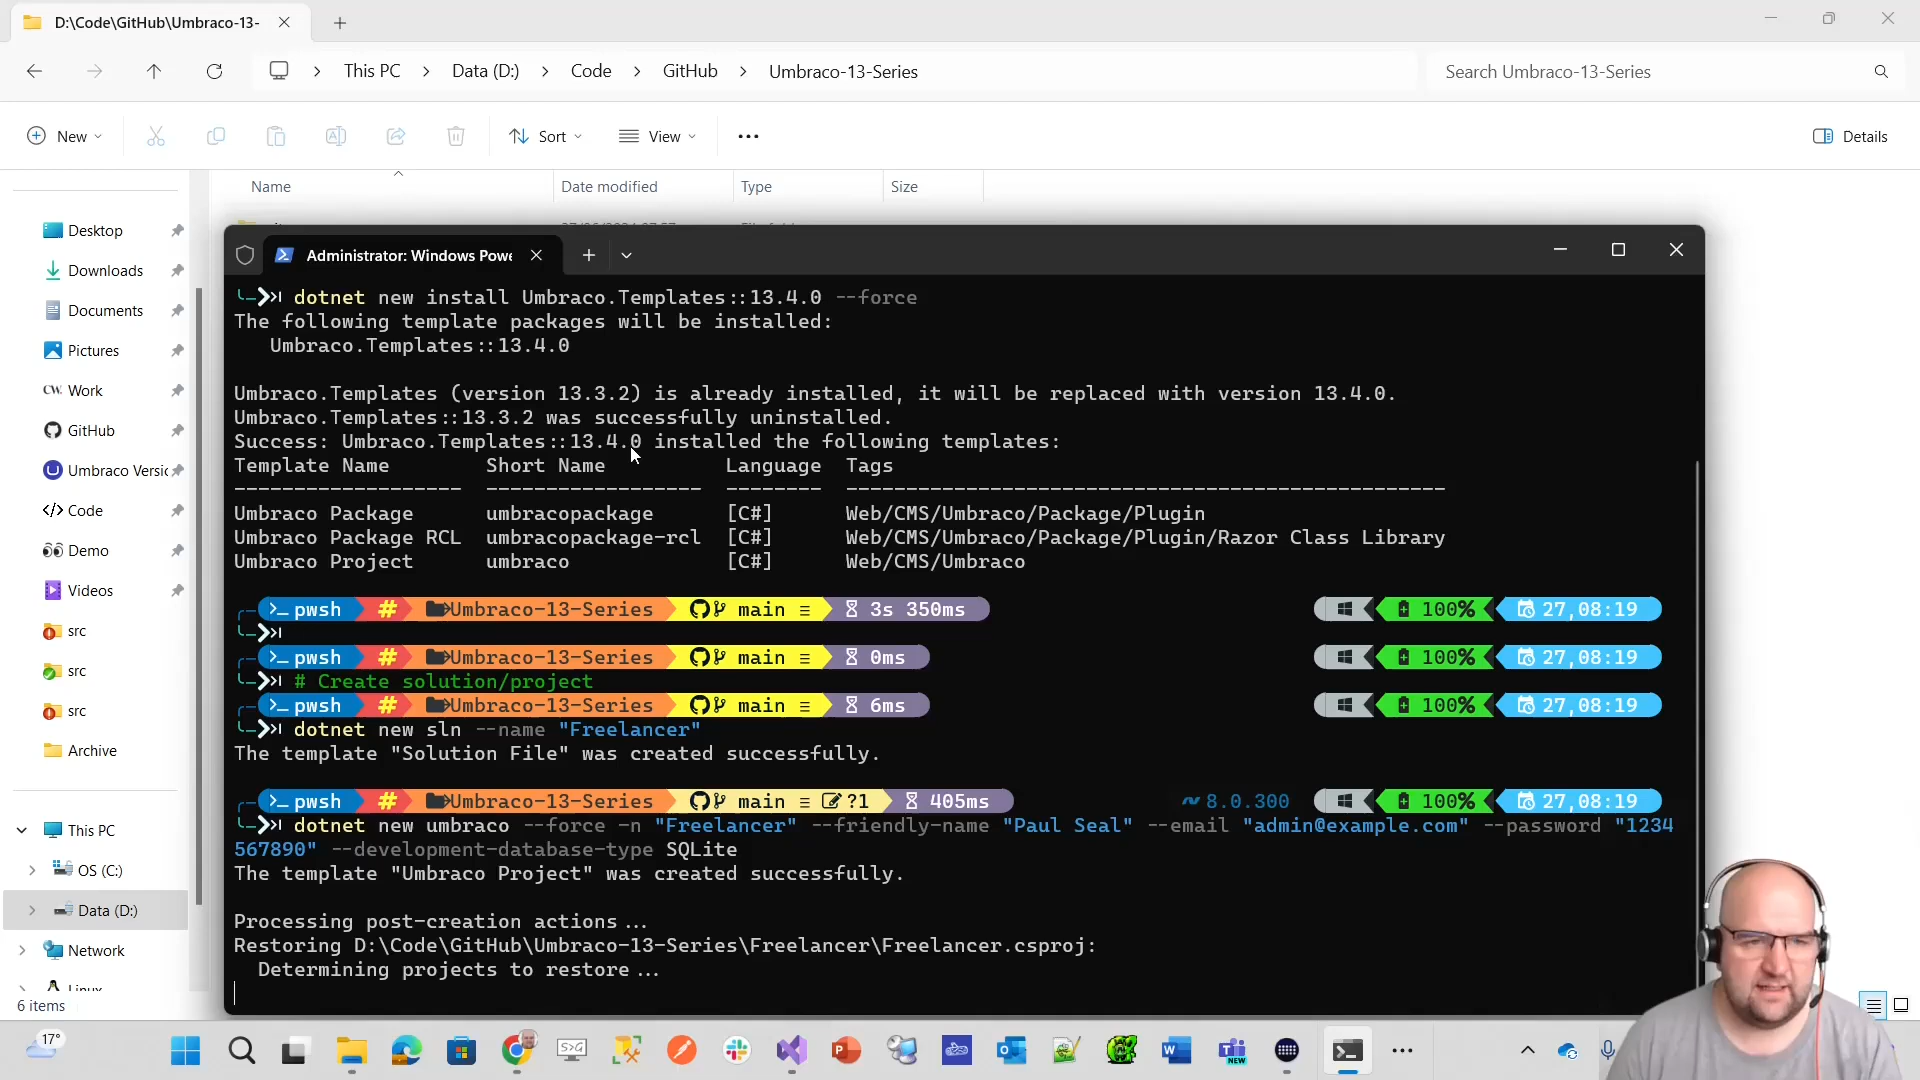 D:\Code\GitHub\Umbraco-13-
This PC > Data (D:) > Code > GitHub > Umbraco-13-Series
Search Umbraco-13-Series
New
Sort
View
Details
Name
Date modified
Type
Size
Desktop
Downloads
Documents
Pictures
Work
GitHub
Umbraco Versic
Code
Demo
Videos
src
src
src
Archive
This PC
OS (C:)
Data (D:)
Network
6 items
Administrator: Windows Powe
dotnet new install Umbraco.Templates::13.4.0 --force
The following template packages will be installed:
Umbraco.Templates::13.4.0
Umbraco.Templates (version 13.3.2) is already installed, it will be replaced with version 13.4.0.
Umbraco.Templates::13.3.2 was successfully uninstalled.
Success: Umbraco.Templates::13.4.0 installed the following templates:
Template Name Short Name Language Tags
Umbraco Package umbracopackage [C#] Web/CMS/Umbraco/Package/Plugin
Umbraco Package RCL umbracopackage-rcl [C#] Web/CMS/Umbraco/Package/Plugin/Razor Class Library
Umbraco Project umbraco [C#] Web/CMS/Umbraco
>_ pwsh # Umbraco-13-Series main ≡ 3s 350ms 100% 27,08:19
>_ pwsh # Umbraco-13-Series main ≡ 0ms 100% 27,08:19
# Create solution/project
>_ pwsh # Umbraco-13-Series main ≡ 6ms 100% 27,08:19
dotnet new sln --name "Freelancer"
The template "Solution File" was created successfully.
>_ pwsh # Umbraco-13-Series main ≡ ?1 405ms 8.0.300 100% 27,08:19
dotnet new umbraco --force -n "Freelancer" --friendly-name "Paul Seal" --email "admin@example.com" --password "1234
567890" --development-database-type SQLite
The template "Umbraco Project" was created successfully.
Processing post-creation actions...
Restoring D:\Code\GitHub\Umbraco-13-Series\Freelancer\Freelancer.csproj:
Determining projects to restore...
17°